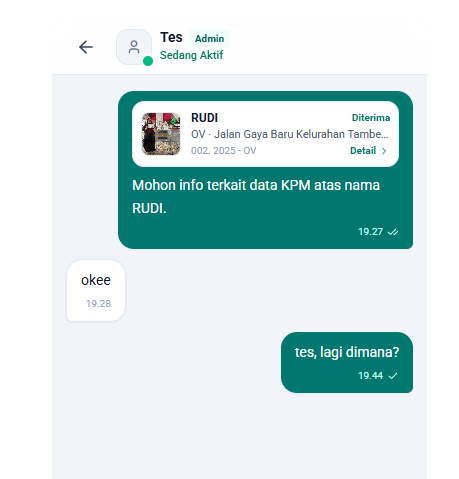 Tes Admin
Sedang Aktif
RUDI Diterima
OV · Jalan Gaya Baru Kelurahan Tambe...
002. 2025 - OV Detail >
Mohon info terkait data KPM atas nama
RUDI.
19.27
okee
19.28
tes, lagi dimana?
19.44